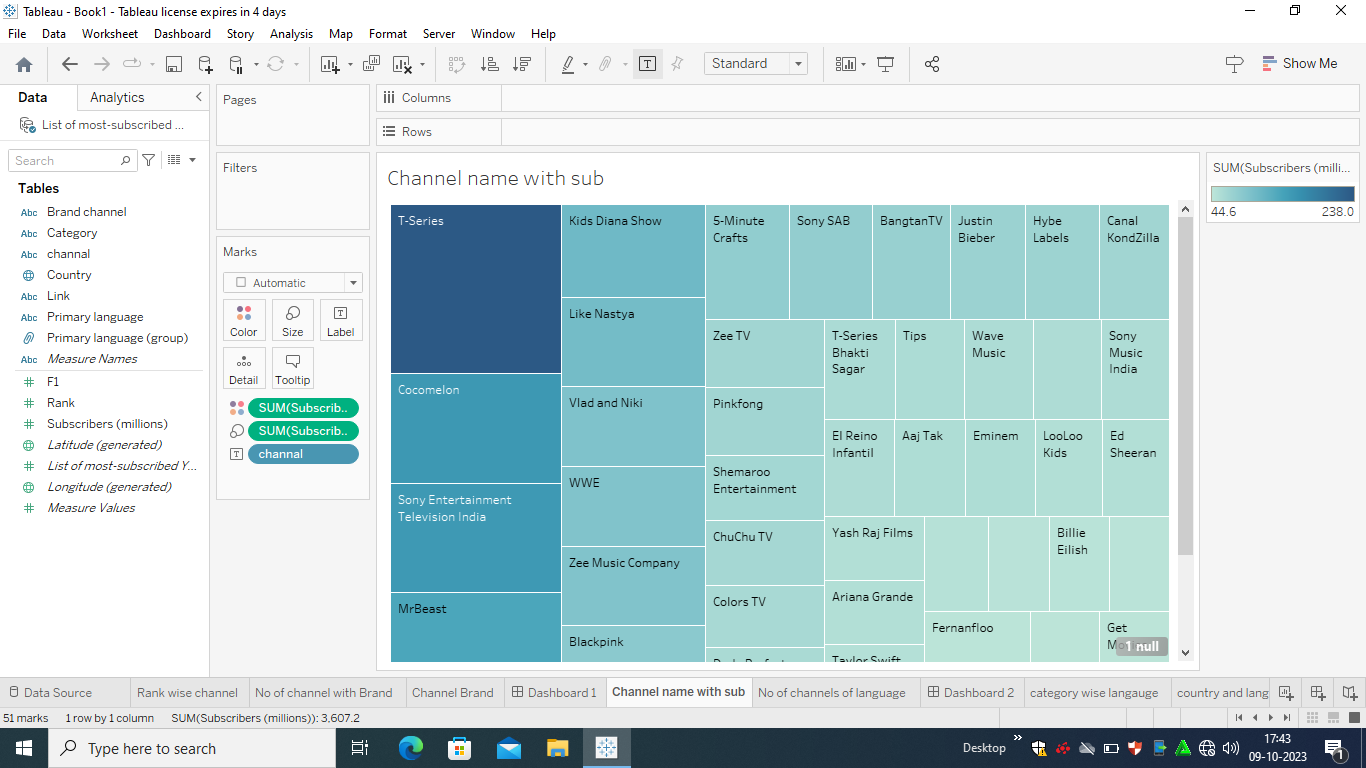 Tableau - Book1 - Tableau license expires in 4 days
File Data Worksheet Dashboard Story Analysis Map Format Server Window Help
Standard
Show Me
Data Analytics
List of most-subscribed ...
Search
Tables
Abc Brand channel
Abc Category
Abc channal
Country
Abc Link
Abc Primary language
Primary language (group)
Abc Measure Names
F1
Rank
Subscribers (millions)
Latitude (generated)
List of most-subscribed Y...
Longitude (generated)
Measure Values
Pages
Filters
Marks
Automatic
Color Size Label
Detail Tooltip
SUM(Subscrib..
SUM(Subscrib..
channal
Columns
Rows
Channel name with sub
T-Series
Cocomelon
Sony Entertainment
Television India
MrBeast
Kids Diana Show
Like Nastya
Vlad and Niki
WWE
Zee Music Company
Blackpink
5-Minute
Crafts
Sony SAB
BangtanTV
Justin
Bieber
Hybe
Labels
Canal
KondZilla
Zee TV
Pinkfong
Shemaroo
Entertainment
ChuChu TV
Colors TV
T-Series
Bhakti
Sagar
Tips
Wave
Music
Sony
Music
India
El Reino
Infantil
Aaj Tak
Eminem
LooLoo
Kids
Ed
Sheeran
Yash Raj Films
Ariana Grande
Taylor Swift
Billie
Eilish
Fernanfloo
Get
1 null
SUM(Subscribers (milli...
44.6 238.0
Data Source Rank wise channel No of channel with Brand Channel Brand Dashboard 1 Channel name with sub No of channels of language Dashboard 2 category wise langauge country and lang
51 marks 1 row by 1 column SUM(Subscribers (millions)): 3,607.2
Type here to search
Desktop
17:43
09-10-2023
1